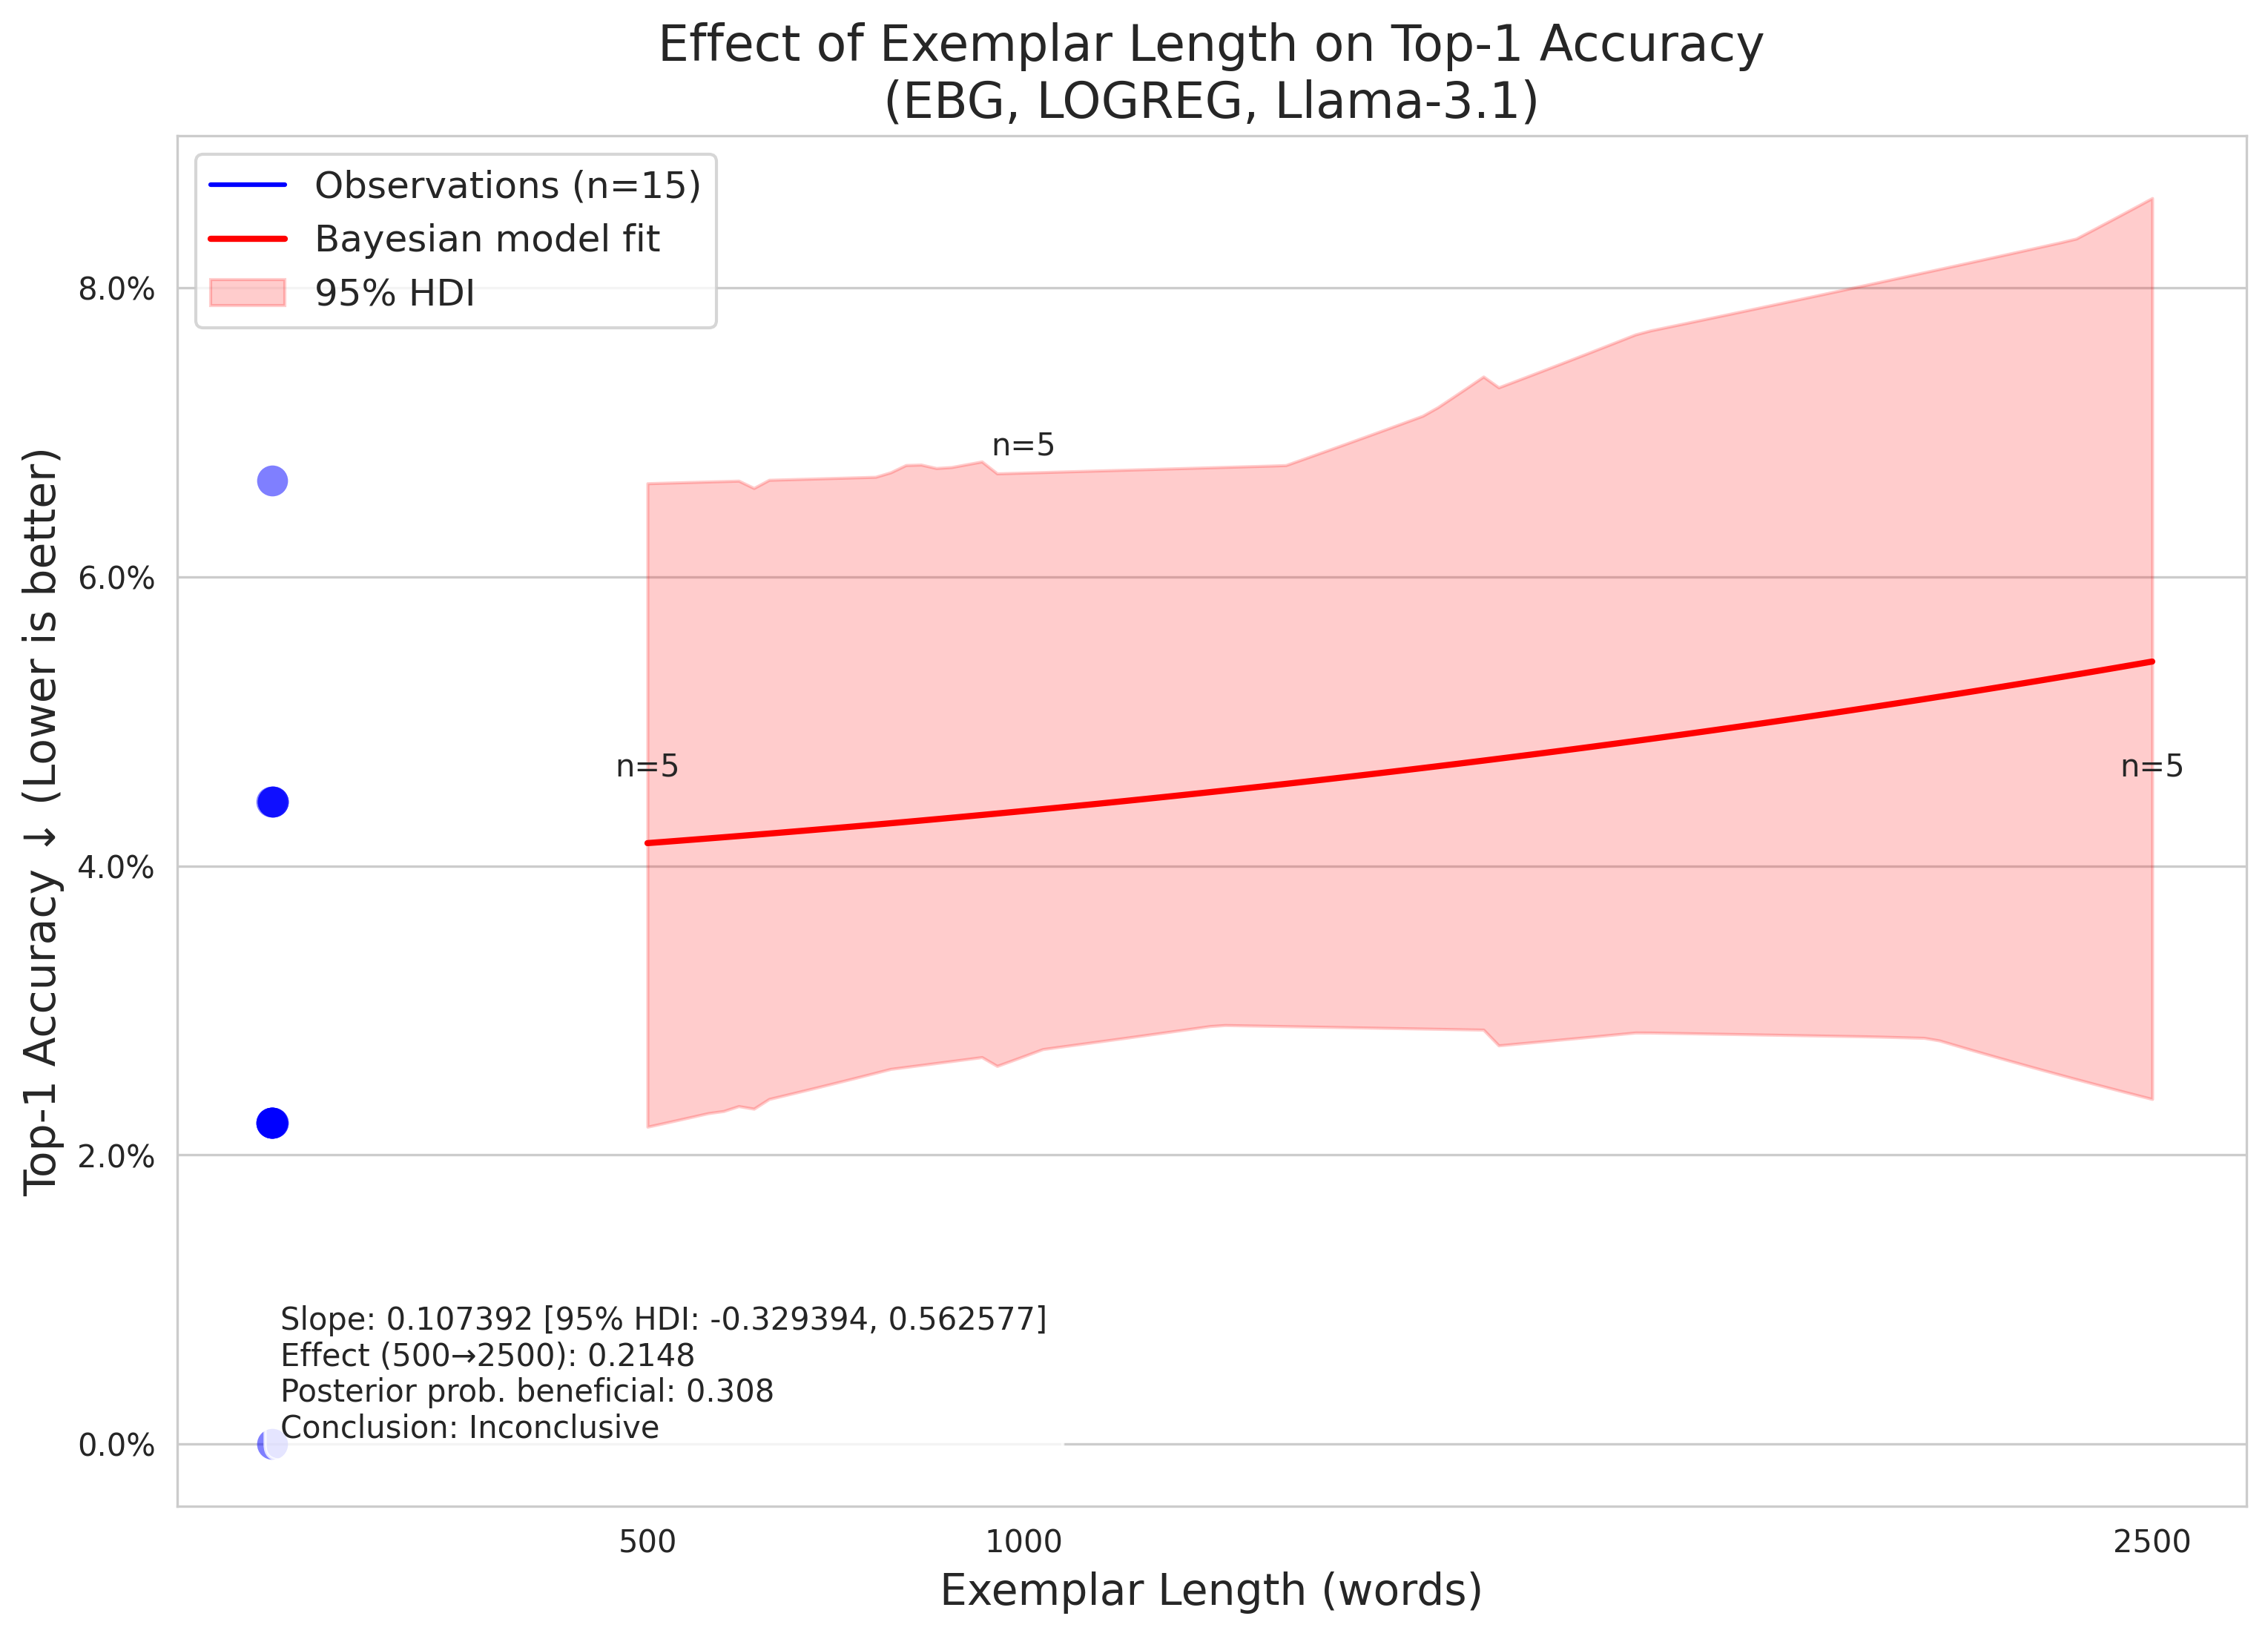 Effect of Exemplar Length on Top-1 Accuracy
(EBG, LOGREG, Llama-3.1)
Observations (n=15)
Bayesian model fit
95% HDI
8.0%
6.0%
4.0%
2.0%
0.0%
Top-1 Accuracy ↓ (Lower is better)
n=5
n=5
n=5
Slope: 0.107392 [95% HDI: -0.329394, 0.562577]
Effect (500→2500): 0.2148
Posterior prob. beneficial: 0.308
Conclusion: Inconclusive
500
1000
2500
Exemplar Length (words)